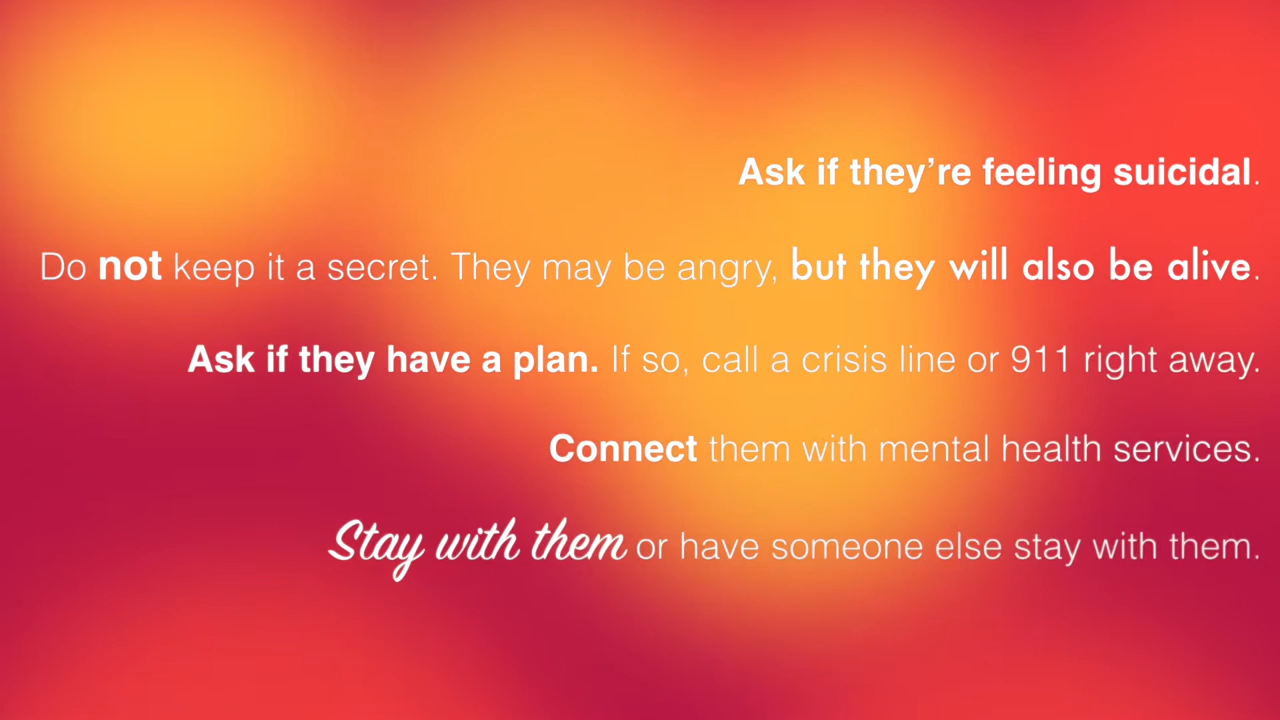 Ask if they’re feeling suicidal.
Do not keep it a secret. They may be angry, but they will also be alive.
Ask if they have a plan. If so, call a crisis line or 911 right away.
Connect them with mental health services.
Stay with them or have someone else stay with them.